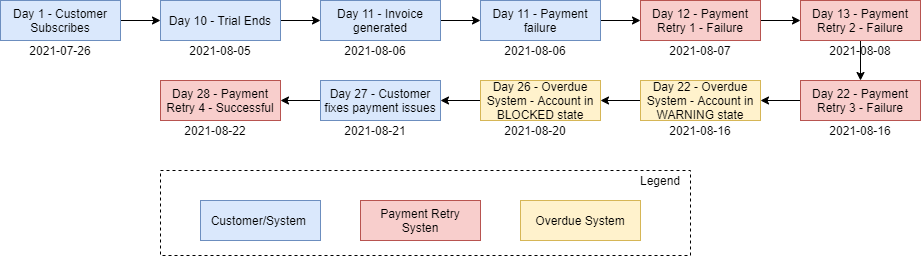 Day 1 - Customer
Subscribes
2021-07-26
Day 10 - Trial Ends
2021-08-05
Day 11 - Invoice
generated
2021-08-06
Day 11 - Payment
failure
2021-08-06
Day 12 - Payment
Retry 1 - Failure
2021-08-07
Day 13 - Payment
Retry 2 - Failure
2021-08-08
Day 22 - Payment
Retry 3 - Failure
2021-08-16
Day 22 - Overdue
System - Account in
WARNING state
2021-08-16
Day 26 - Overdue
System - Account in
BLOCKED state
2021-08-20
Day 27 - Customer
fixes payment issues
2021-08-21
Day 28 - Payment
Retry 4 - Successful
2021-08-22
Legend
Customer/System
Payment Retry
Systen
Overdue System